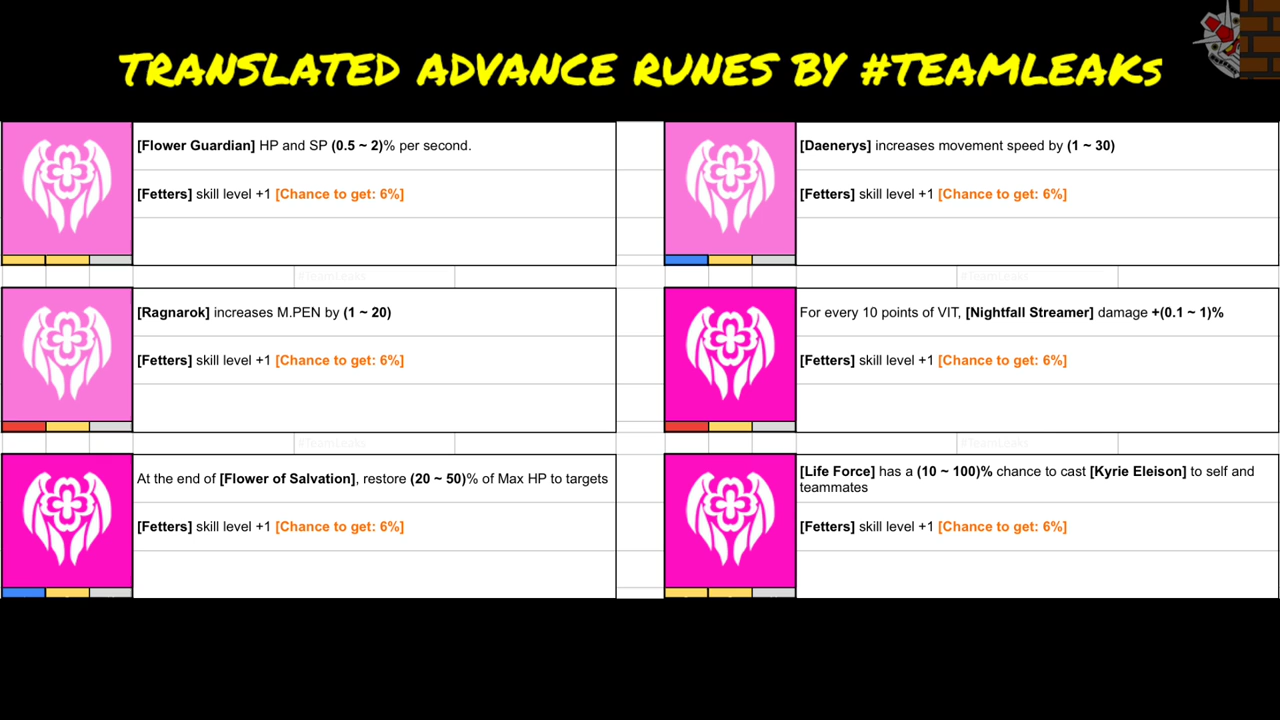 TRANSLATED ADVANCE RUNES BY #TEAMLEAKs
[Flower Guardian] HP and SP (0.5 ~ 2)% per second.
[Fetters] skill level +1 [Chance to get: 6%]
[Daenerys] increases movement speed by (1 ~ 30)
[Fetters] skill level +1 [Chance to get: 6%]
#TeamLeaks
#TeamLeaks
[Ragnarok] increases M.PEN by (1 ~ 20)
[Fetters] skill level +1 [Chance to get: 6%]
For every 10 points of VIT, [Nightfall Streamer] damage +(0.1 ~ 1)%
[Fetters] skill level +1 [Chance to get: 6%]
#TeamLeaks
#TeamLeaks
At the end of [Flower of Salvation], restore (20 ~ 50)% of Max HP to targets
[Fetters] skill level +1 [Chance to get: 6%]
[Life Force] has a (10 ~ 100)% chance to cast [Kyrie Eleison] to self and
teammates
[Fetters] skill level +1 [Chance to get: 6%]